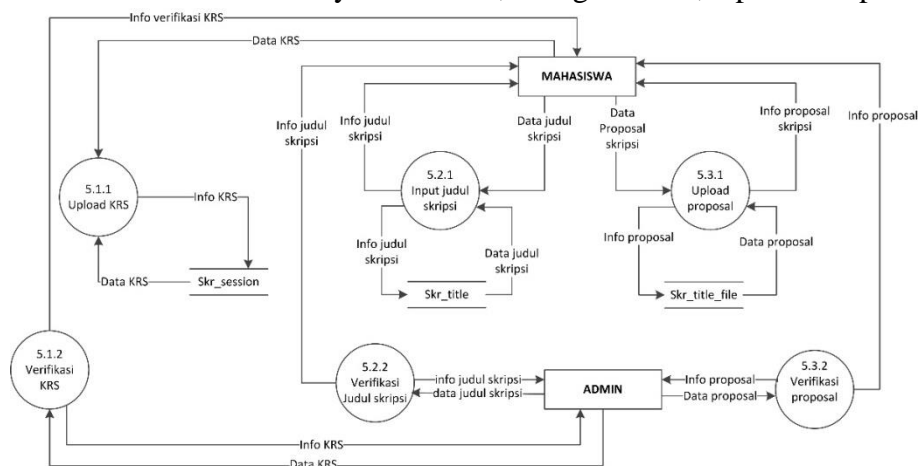 Info verifikasi KRS
Data KRS
MAHASISWA
Info judul
skripsi
Info judul
skripsi
Data judul
skripsi
Data
Proposal
skripsi
Info proposal
skripsi
Info proposal
5.1.1
Upload KRS
Info KRS
5.2.1
Input judul
skripsi
5.3.1
Upload
proposal
Info judul
skripsi
Data judul
skripsi
Info proposal
Data proposal
Data KRS
Skr_session
Skr_title
Skr_title_file
5.1.2
Verifikasi
KRS
5.2.2
Verifikasi
Judul skripsi
info judul skripsi
data judul skripsi
ADMIN
Info proposal
Data proposal
5.3.2
Verifikasi
proposal
Info KRS
Data KRS